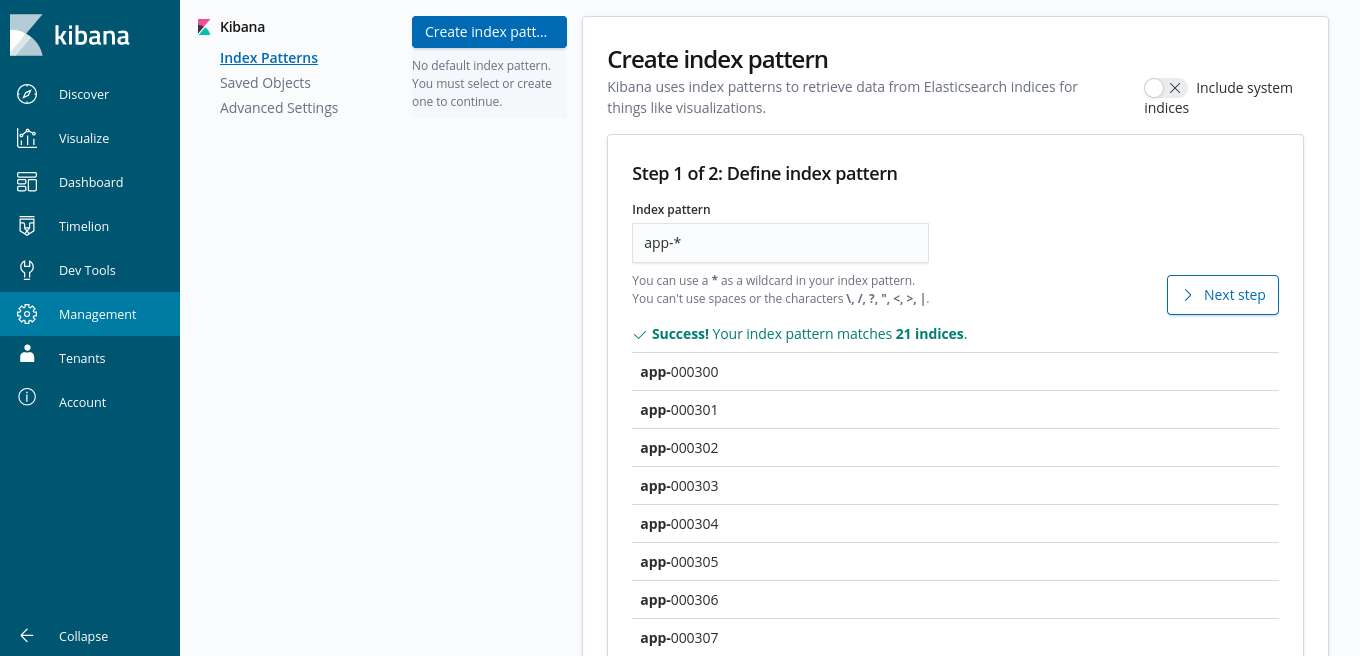 kibana
Discover
Visualize
Dashboard
Timelion
Dev Tools
Management
Tenants
Account
Collapse
Kibana
Index Patterns
Saved Objects
Advanced Settings
Create index patt...
No default index pattern.
You must select or create
one to continue.
Create index pattern
Kibana uses index patterns to retrieve data from Elasticsearch indices for
things like visualizations.
Include system
indices
Step 1 of 2: Define index pattern
Index pattern
app-*
You can use a * as a wildcard in your index pattern.
You can't use spaces or the characters \, /, ?, ", <, >, |.
Next step
Success! Your index pattern matches 21 indices.
app-000300
app-000301
app-000302
app-000303
app-000304
app-000305
app-000306
app-000307